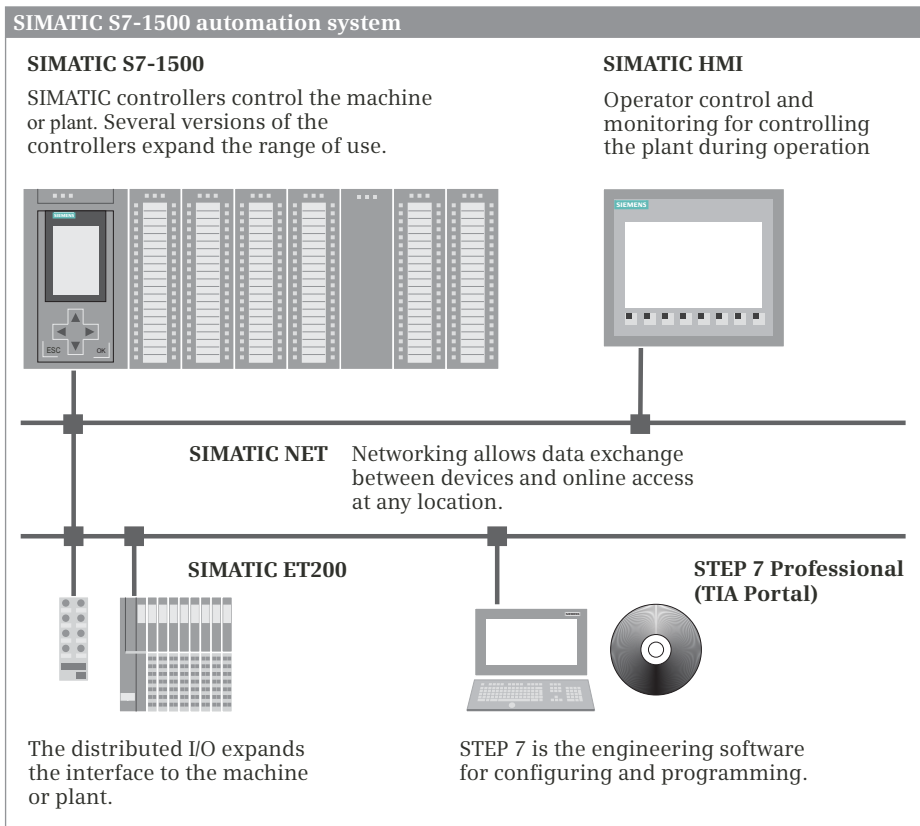 SIMATIC S7-1500 automation system
SIMATIC S7-1500
SIMATIC controllers control the machine
or plant. Several versions of the
controllers expand the range of use.
SIMATIC HMI
Operator control and
monitoring for controlling
the plant during operation
SIEMENS
ESC
OK
SIEMENS
SIMATIC NET
Networking allows data exchange
between devices and online access
at any location.
SIMATIC ET200
STEP 7 Professional
(TIA Portal)
The distributed I/O expands
the interface to the machine
or plant.
STEP 7 is the engineering software
for configuring and programming.